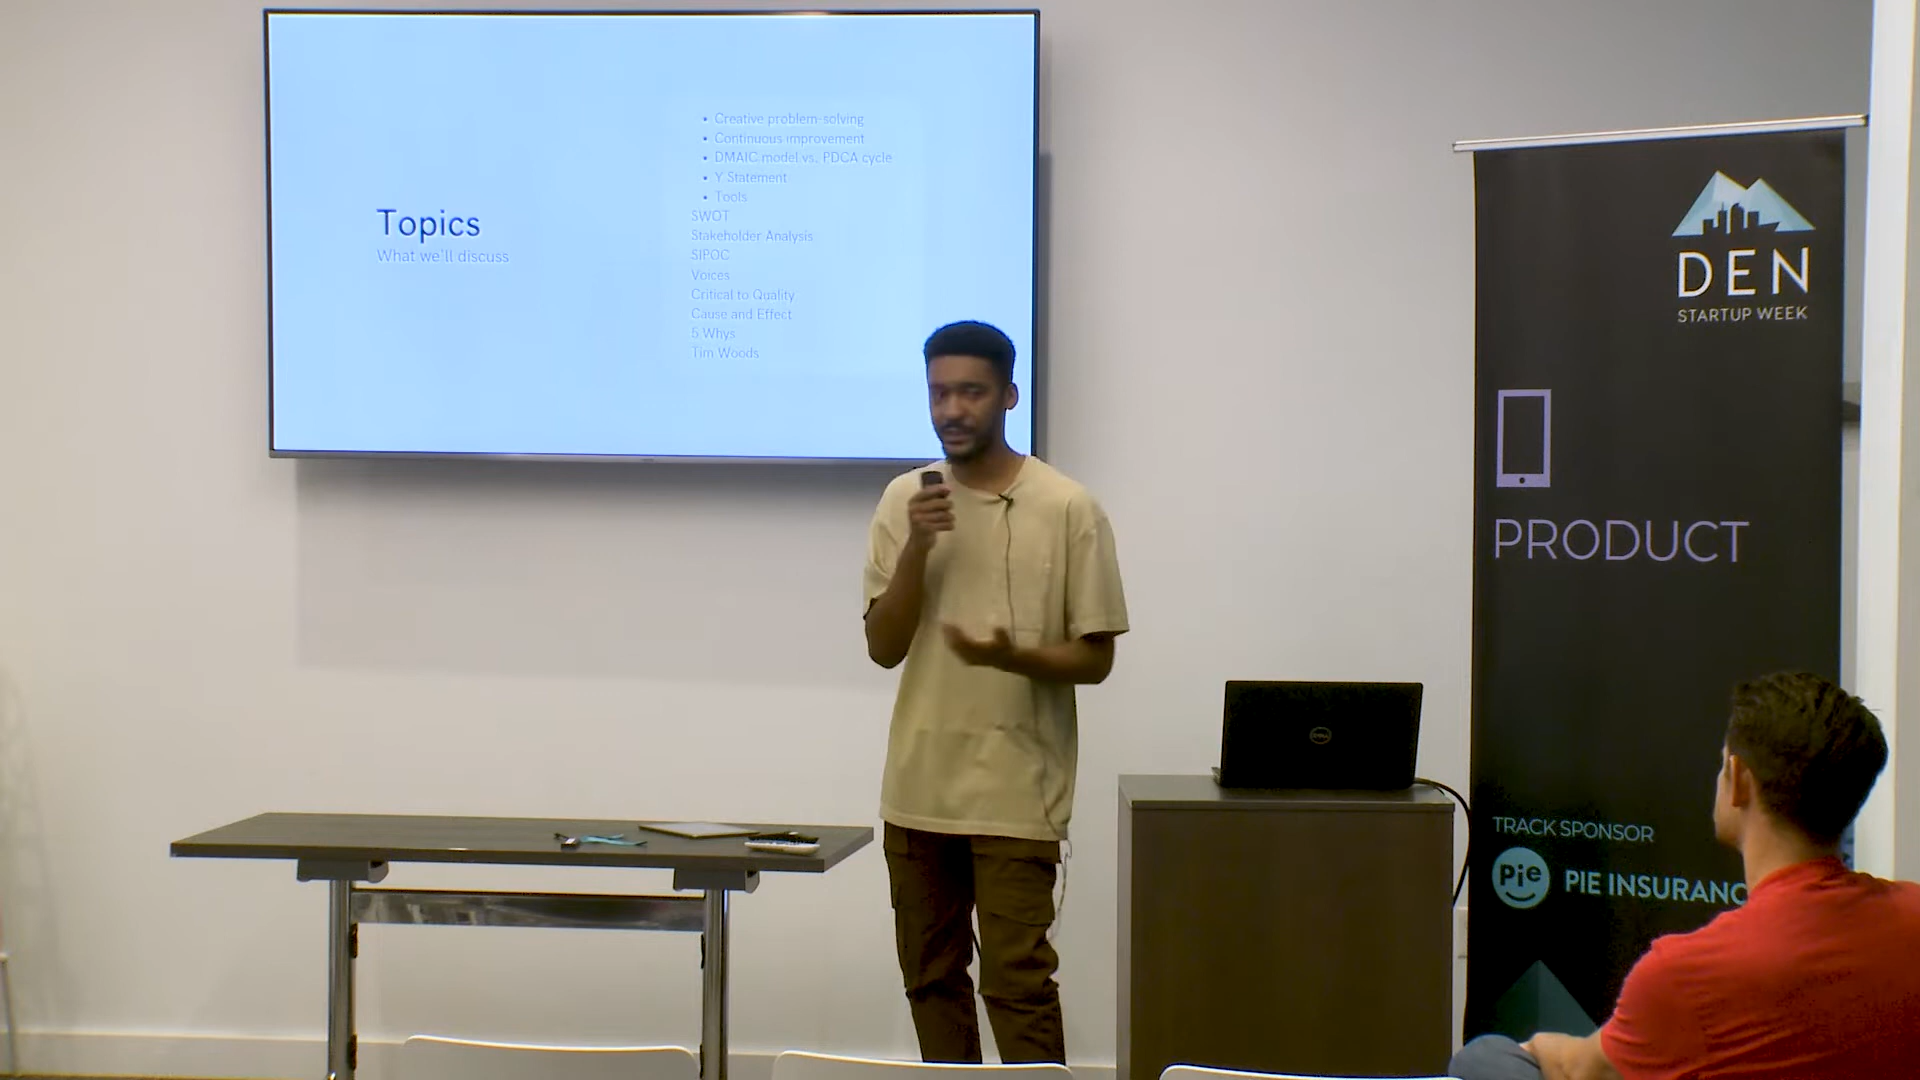 Topics
What we'll discuss
• Creative problem-solving
• Continuous improvement
• DMAIC model vs. PDCA cycle
• Y Statement
• Tools
SWOT
Stakeholder Analysis
SIPOC
Voices
Critical to Quality
Cause and Effect
5 Whys
Tim Woods
DEN
STARTUP WEEK
PRODUCT
TRACK SPONSOR
pie PIE INSURANC
DELL